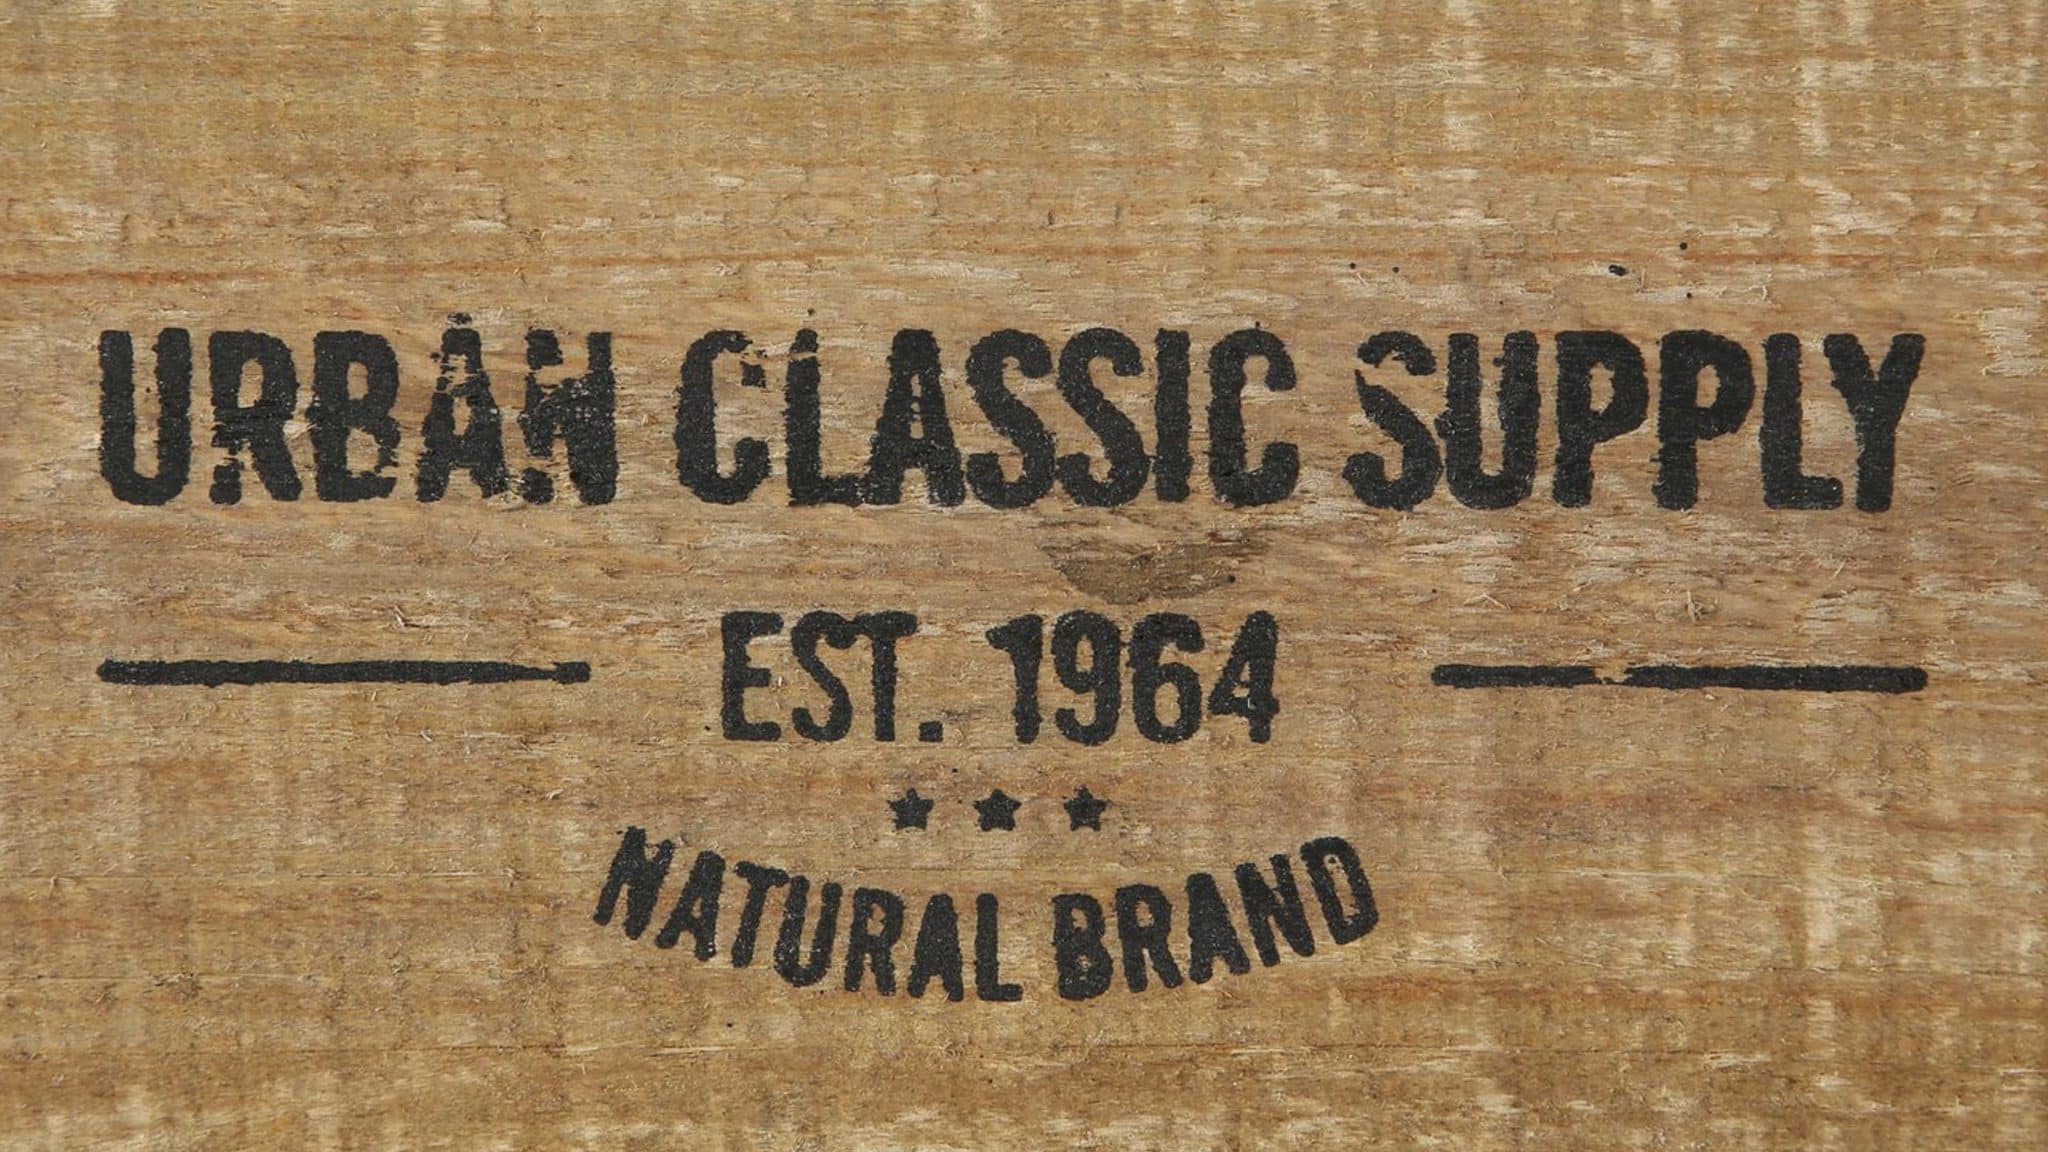 URBAN CLASSIC SUPPLY
EST. 1964
NATURAL BRAND